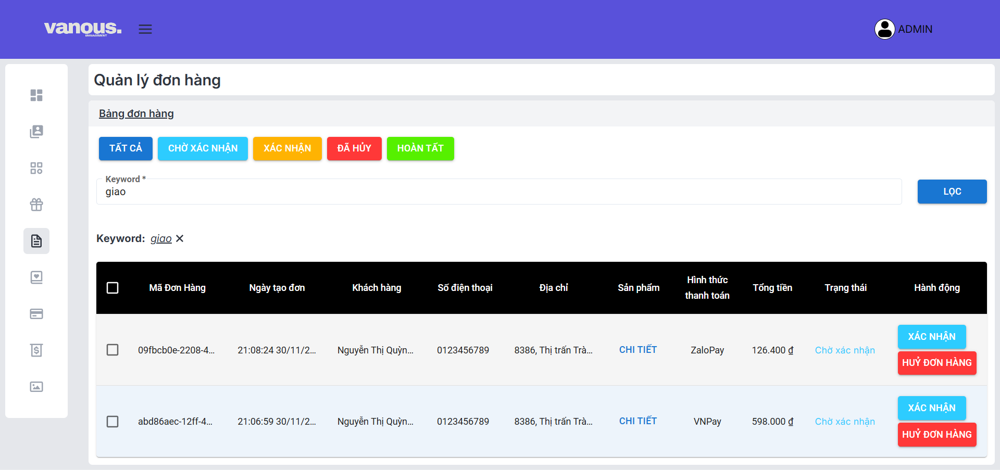 vanous.
MANAGEMENT
ADMIN
Quản lý đơn hàng
Bảng đơn hàng
TẤT CẢ CHỜ XÁC NHẬN XÁC NHẬN ĐÃ HỦY HOÀN TẤT
Keyword *
giao
LỌC
Keyword: giao
Mã Đơn Hàng Ngày tạo đơn Khách hàng Số điện thoại Địa chỉ Sản phẩm Hình thức thanh toán Tổng tiền Trạng thái Hành động
09fbcb0e-2208-4... 21:08:24 30/11/2... Nguyễn Thị Quỳn... 0123456789 8386, Thị trấn Trà... CHI TIẾT ZaloPay 126.400 ₫ Chờ xác nhận XÁC NHẬN
HUỶ ĐƠN HÀNG
abd86aec-12ff-4... 21:06:59 30/11/2... Nguyễn Thị Quỳn... 0123456789 8386, Thị trấn Trà... CHI TIẾT VNPay 598.000 ₫ Chờ xác nhận XÁC NHẬN
HUỶ ĐƠN HÀNG